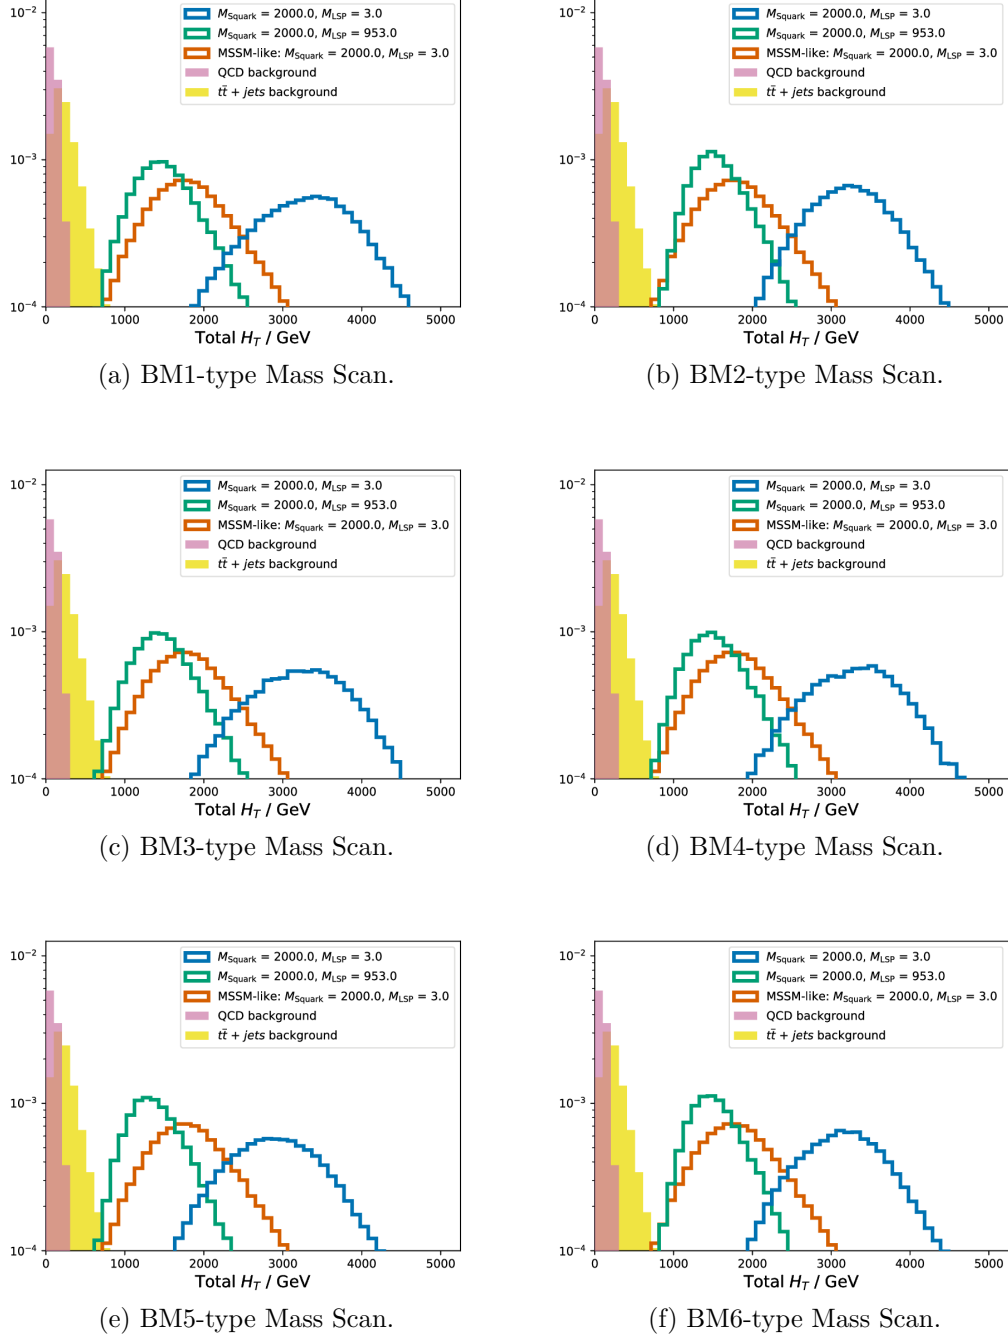 10⁻²
M_Squark = 2000.0, M_LSP = 3.0
M_Squark = 2000.0, M_LSP = 953.0
MSSM-like: M_Squark = 2000.0, M_LSP = 3.0
QCD background
tt̄ + jets background
10⁻³
10⁻⁴
0 1000 2000 3000 4000 5000
Total H_T / GeV
(a) BM1-type Mass Scan.
10⁻²
M_Squark = 2000.0, M_LSP = 3.0
M_Squark = 2000.0, M_LSP = 953.0
MSSM-like: M_Squark = 2000.0, M_LSP = 3.0
QCD background
tt̄ + jets background
10⁻³
10⁻⁴
0 1000 2000 3000 4000 5000
Total H_T / GeV
(b) BM2-type Mass Scan.
10⁻²
M_Squark = 2000.0, M_LSP = 3.0
M_Squark = 2000.0, M_LSP = 953.0
MSSM-like: M_Squark = 2000.0, M_LSP = 3.0
QCD background
tt̄ + jets background
10⁻³
10⁻⁴
0 1000 2000 3000 4000 5000
Total H_T / GeV
(c) BM3-type Mass Scan.
10⁻²
M_Squark = 2000.0, M_LSP = 3.0
M_Squark = 2000.0, M_LSP = 953.0
MSSM-like: M_Squark = 2000.0, M_LSP = 3.0
QCD background
tt̄ + jets background
10⁻³
10⁻⁴
0 1000 2000 3000 4000 5000
Total H_T / GeV
(d) BM4-type Mass Scan.
10⁻²
M_Squark = 2000.0, M_LSP = 3.0
M_Squark = 2000.0, M_LSP = 953.0
MSSM-like: M_Squark = 2000.0, M_LSP = 3.0
QCD background
tt̄ + jets background
10⁻³
10⁻⁴
0 1000 2000 3000 4000 5000
Total H_T / GeV
(e) BM5-type Mass Scan.
10⁻²
M_Squark = 2000.0, M_LSP = 3.0
M_Squark = 2000.0, M_LSP = 953.0
MSSM-like: M_Squark = 2000.0, M_LSP = 3.0
QCD background
tt̄ + jets background
10⁻³
10⁻⁴
0 1000 2000 3000 4000 5000
Total H_T / GeV
(f) BM6-type Mass Scan.